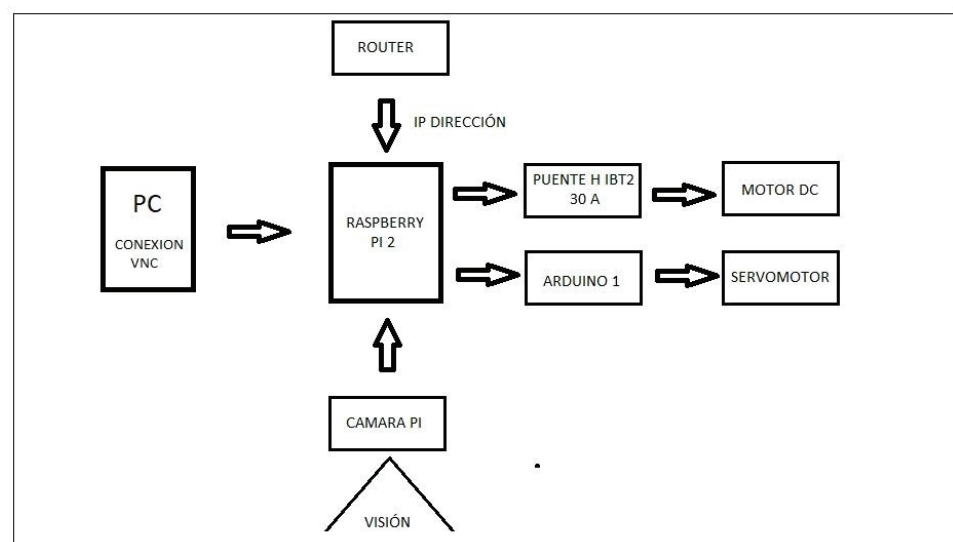 ROUTER
IP DIRECCIÓN
PC
CONEXION
VNC
RASPBERRY
PI 2
PUENTE H IBT2
30 A
MOTOR DC
ARDUINO 1
SERVOMOTOR
CAMARA PI
VISIÓN